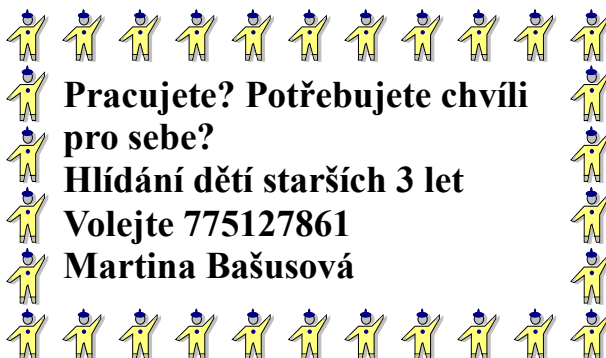 Pracujete? Potřebujete chvíli
pro sebe?
Hlídání dětí starších 3 let
Volejte 775127861
Martina Bašusová